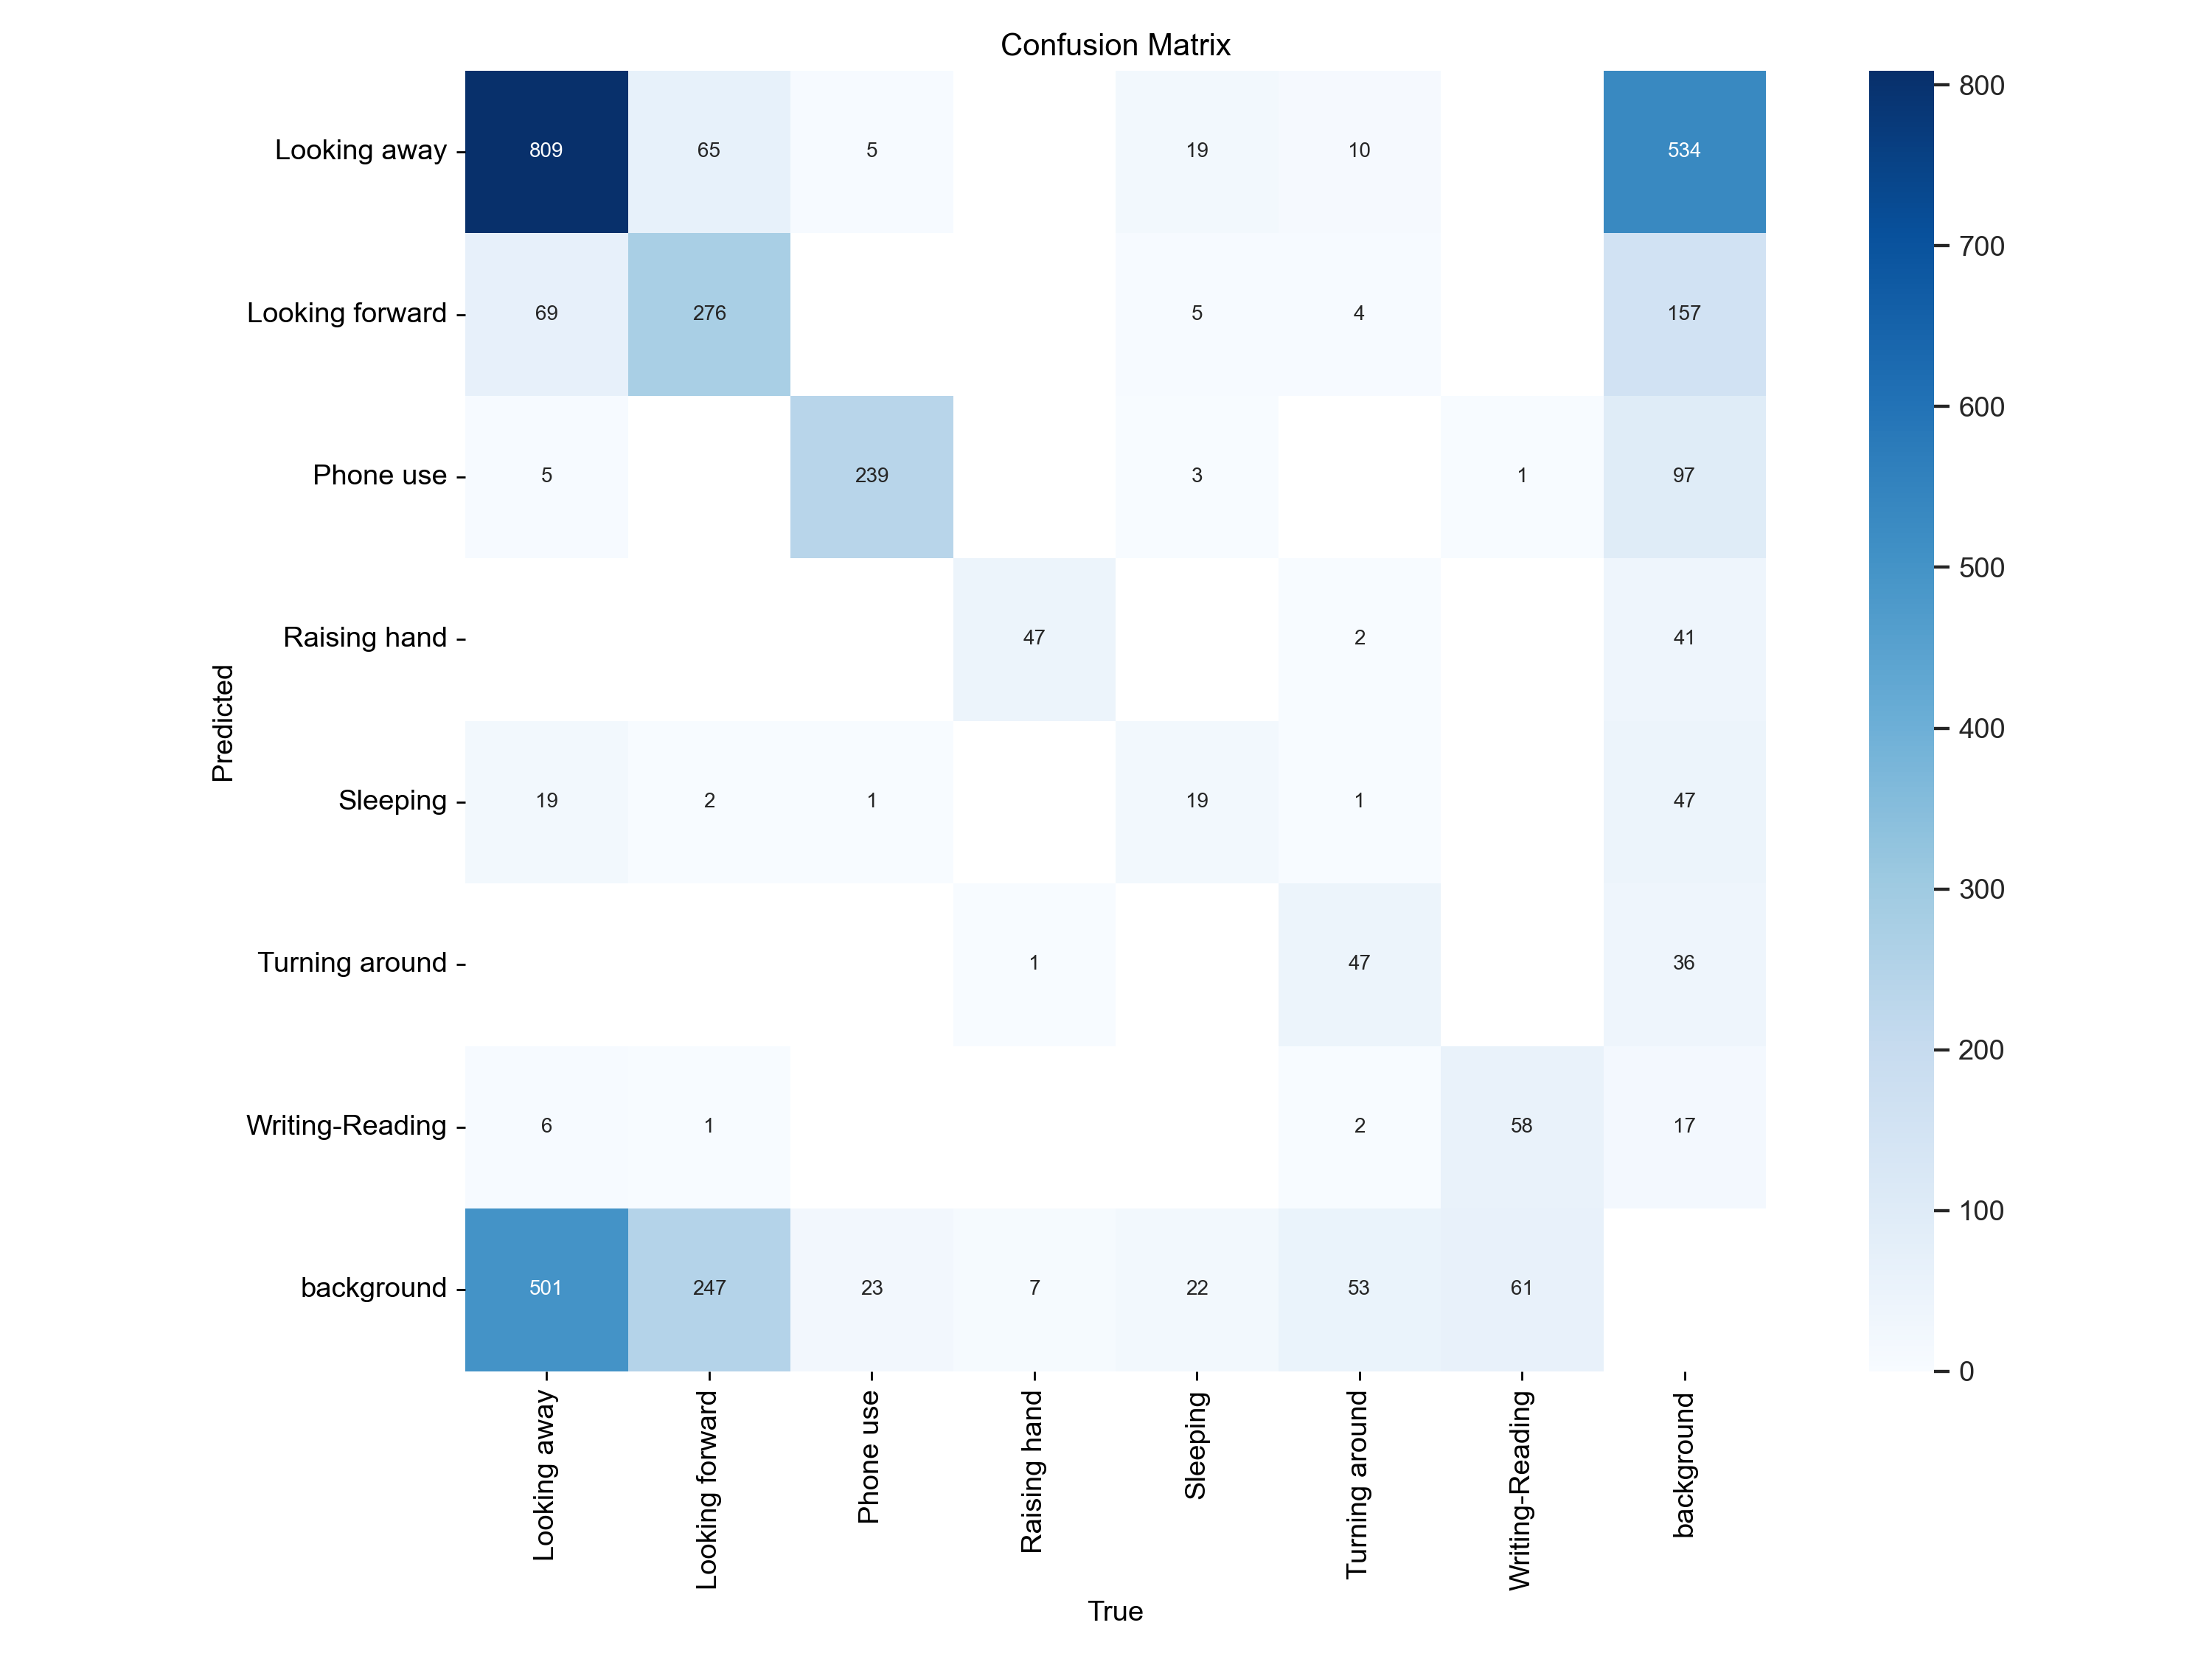 Confusion Matrix
Looking away 809 65 5 19 10 534
Looking forward 69 276 5 4 157
Phone use 5 239 3 1 97
Raising hand 47 2 41
Sleeping 19 2 1 19 1 47
Turning around 1 47 36
Writing-Reading 6 1 2 58 17
background 501 247 23 7 22 53 61
Predicted
Looking away
Looking forward
Phone use
Raising hand
Sleeping
Turning around
Writing-Reading
background
True
800
700
600
500
400
300
200
100
0